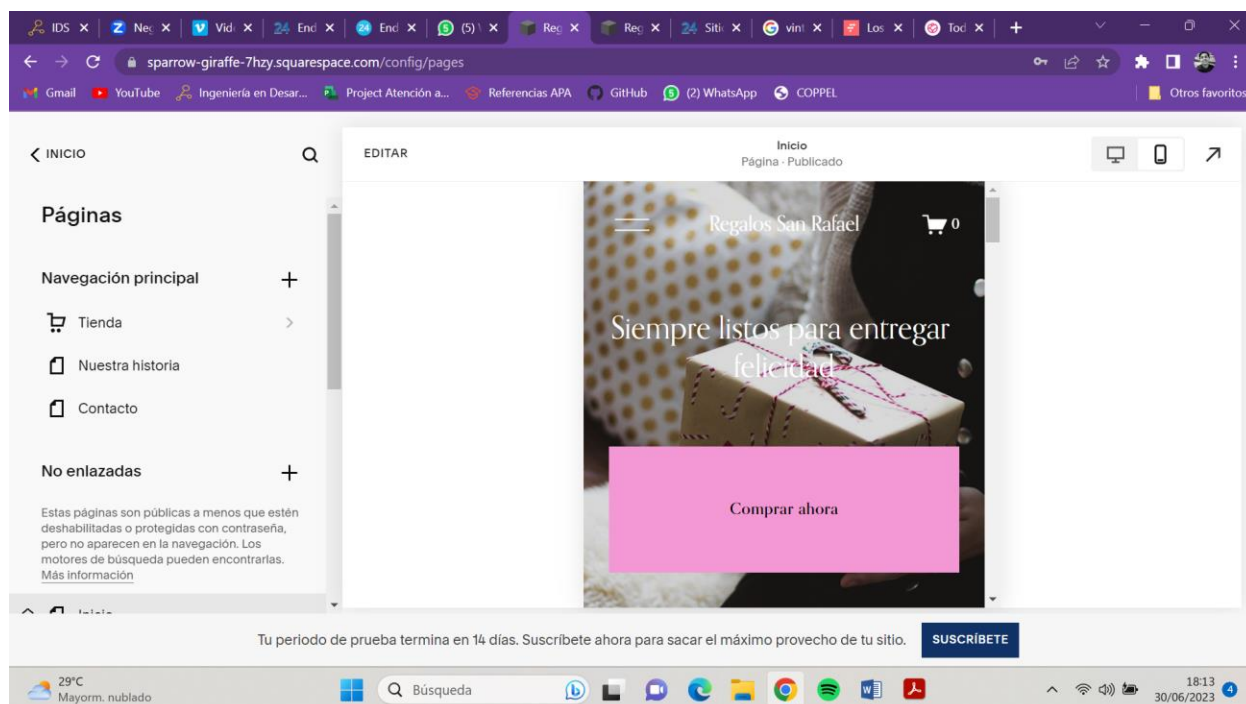 IDS
Neg
Vid
End
End
(5)
Reg
Reg
Siti
vint
Los
Tod
sparrow-giraffe-7hzy.squarespace.com/config/pages
Gmail
YouTube
Ingeniería en Desar...
Project Atención a...
Referencias APA
GitHub
(2) WhatsApp
COPPEL
Otros favoritos
INICIO
EDITAR
Inicio
Página · Publicado
Páginas
Navegación principal
Tienda
Nuestra historia
Contacto
No enlazadas
Estas páginas son públicas a menos que estén
deshabilitadas o protegidas con contraseña,
pero no aparecen en la navegación. Los
motores de búsqueda pueden encontrarlas.
Más información
Inicio
Regalos San Rafael
0
Siempre listos para entregar
felicidad
Comprar ahora
Tu periodo de prueba termina en 14 días. Suscríbete ahora para sacar el máximo provecho de tu sitio.
SUSCRÍBETE
29°C
Mayorm. nublado
Búsqueda
18:13
30/06/2023
4